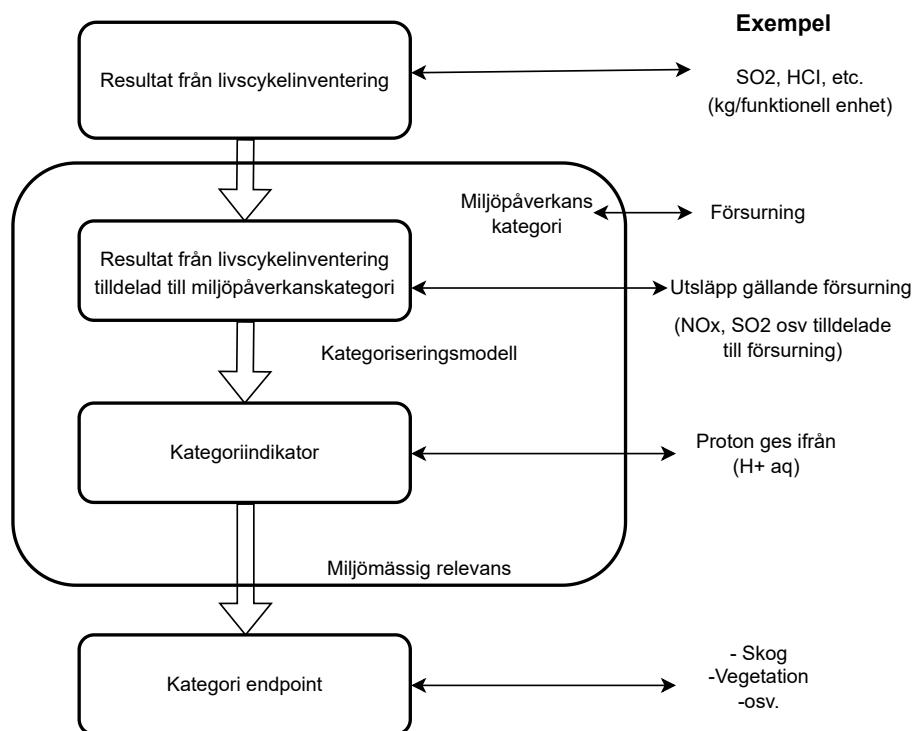 Exempel
Resultat från livscykelinventering
SO2, HCI, etc.
(kg/funktionell enhet)
Miljöpåverkans
kategori
Försurning
Resultat från livscykelinventering
tilldelad till miljöpåverkanskategori
Utsläpp gällande försurning
(NOx, SO2 osv tilldelade
till försurning)
Kategoriseringsmodell
Kategoriindikator
Proton ges ifrån
(H+ aq)
Miljömässig relevans
Kategori endpoint
- Skog
-Vegetation
-osv.